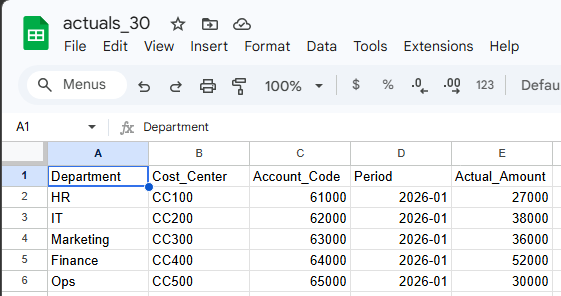 actuals_30
File Edit View Insert Format Data Tools Extensions Help
Menus 100% $ % .0 .00 123 Defau
A1 fx Department
A B C D E
1 Department Cost_Center Account_Code Period Actual_Amount
2 HR CC100 61000 2026-01 27000
3 IT CC200 62000 2026-01 38000
4 Marketing CC300 63000 2026-01 36000
5 Finance CC400 64000 2026-01 52000
6 Ops CC500 65000 2026-01 30000